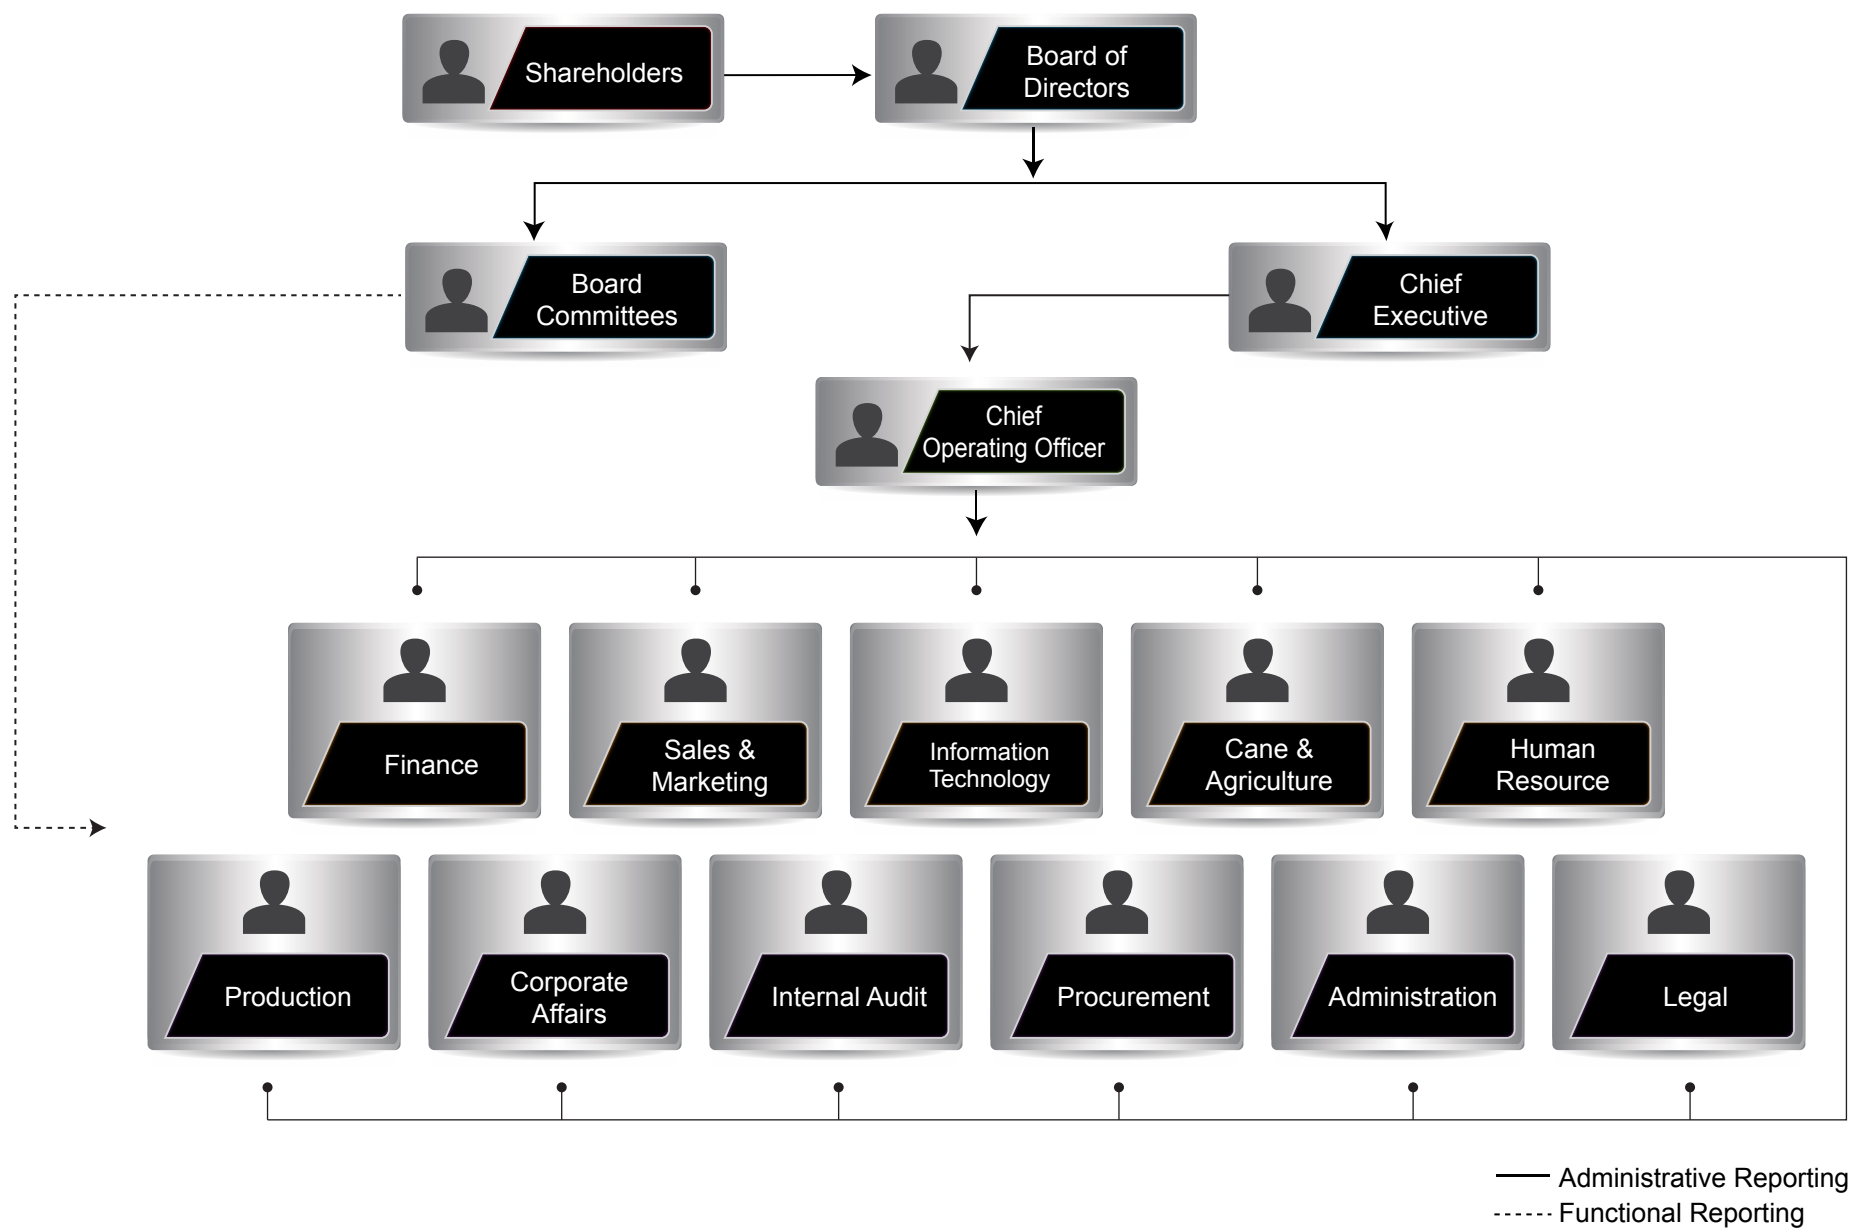 Shareholders
Board of
Directors
Board
Committees
Chief
Executive
Chief
Operating Officer
Finance
Sales &
Marketing
Information
Technology
Cane &
Agriculture
Human
Resource
Production
Corporate
Affairs
Internal Audit
Procurement
Administration
Legal
Administrative Reporting
Functional Reporting